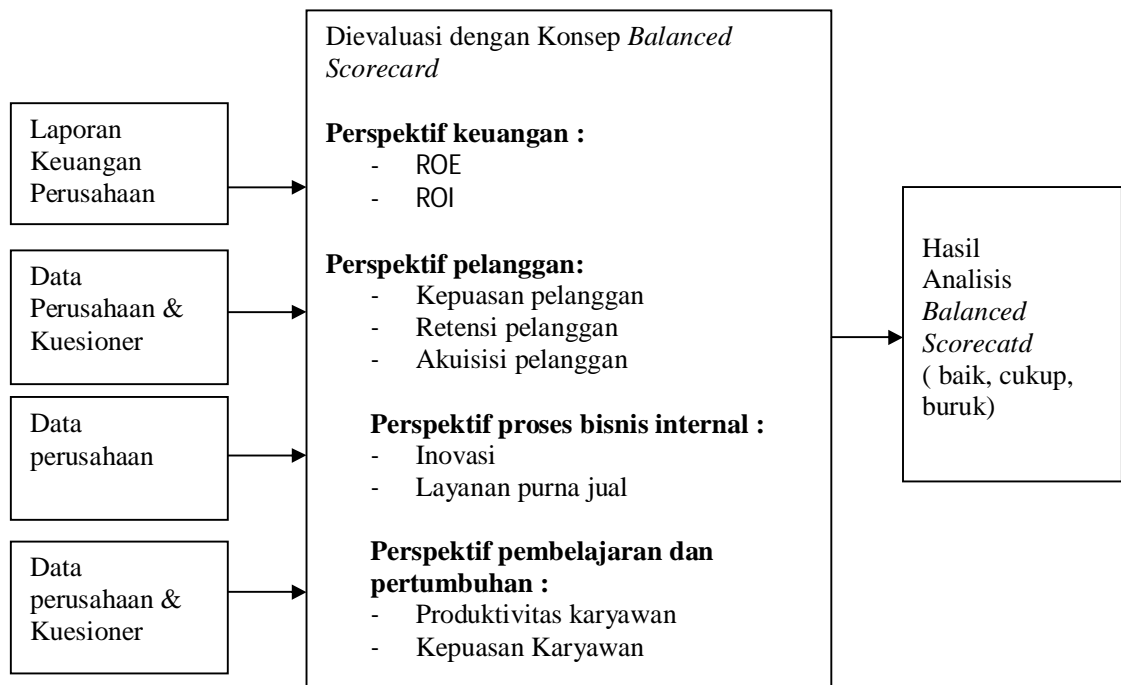 Laporan
Keuangan
Perusahaan
Data
Perusahaan &
Kuesioner
Data
perusahaan
Data
perusahaan &
Kuesioner
Dievaluasi dengan Konsep Balanced
Scorecard
Perspektif keuangan :
- ROE
- ROI
Perspektif pelanggan:
- Kepuasan pelanggan
- Retensi pelanggan
- Akuisisi pelanggan
Perspektif proses bisnis internal :
- Inovasi
- Layanan purna jual
Perspektif pembelajaran dan
pertumbuhan :
- Produktivitas karyawan
- Kepuasan Karyawan
Hasil
Analisis
Balanced
Scorecatd
( baik, cukup,
buruk)